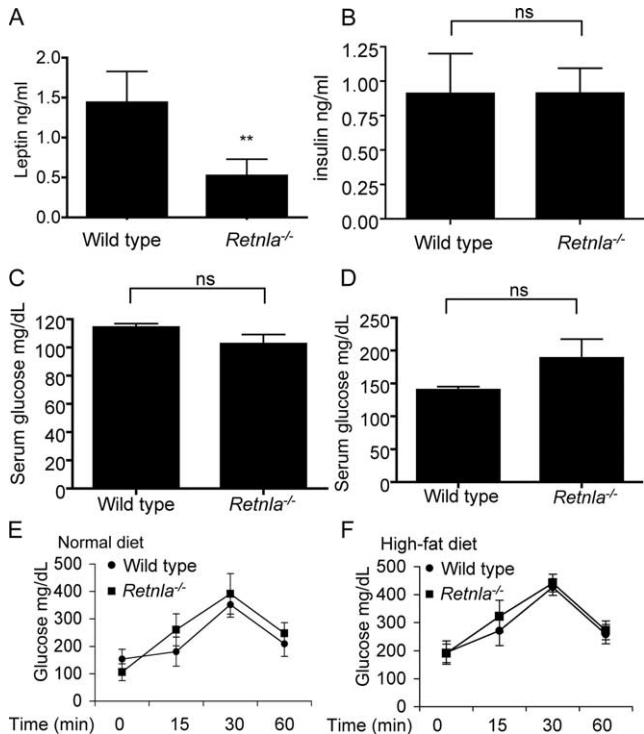 A
Leptin ng/ml
2.0
1.5
1.0
0.5
0.0
**
Wild type Retnla-/-
B
ns
insulin ng/ml
1.25
1.00
0.75
0.50
0.25
0.00
Wild type Retnla-/-
C
ns
Serum glucose mg/dL
120
100
80
60
40
20
0
Wild type Retnla-/-
D
ns
Serum glucose mg/dL
250
200
150
100
50
0
Wild type Retnla-/-
E Normal diet
Wild type
Retnla-/-
Glucose mg/dL
500
400
300
200
100
0
Time (min) 0 15 30 60
F High-fat diet
Wild type
Retnla-/-
Glucose mg/dL
500
400
300
200
100
0
Time (min) 0 15 30 60